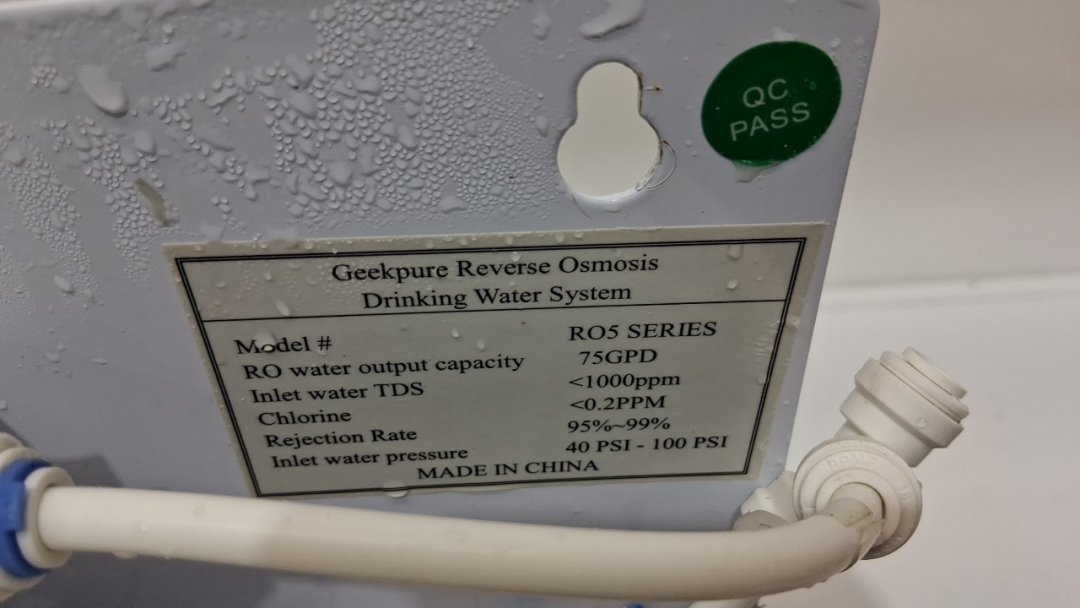 QC
PASS
Geekpure Reverse Osmosis
Drinking Water System
Model # RO5 SERIES
RO water output capacity 75GPD
Inlet water TDS <1000ppm
Chlorine <0.2PPM
Rejection Rate 95%~99%
Inlet water pressure 40 PSI - 100 PSI
MADE IN CHINA